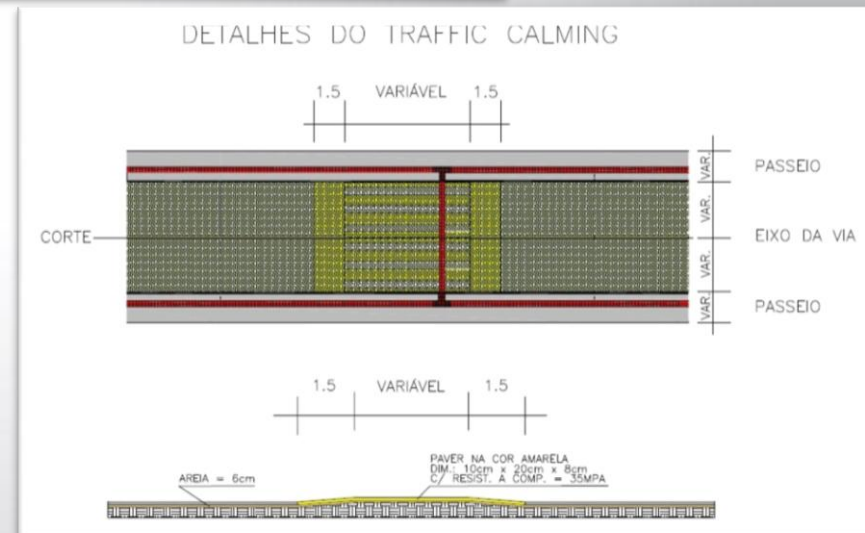 DETALHES DO TRAFFIC CALMING
1.5 VARIÁVEL 1.5
VAR. PASSEIO
VAR.
CORTE EIXO DA VIA
VAR.
VAR. PASSEIO
1.5 VARIÁVEL 1.5
PAVER NA COR AMARELA
DIM.: 10cm x 20cm x 8cm
AREIA = 6cm C/ RESIST. A COMP. = 35MPA